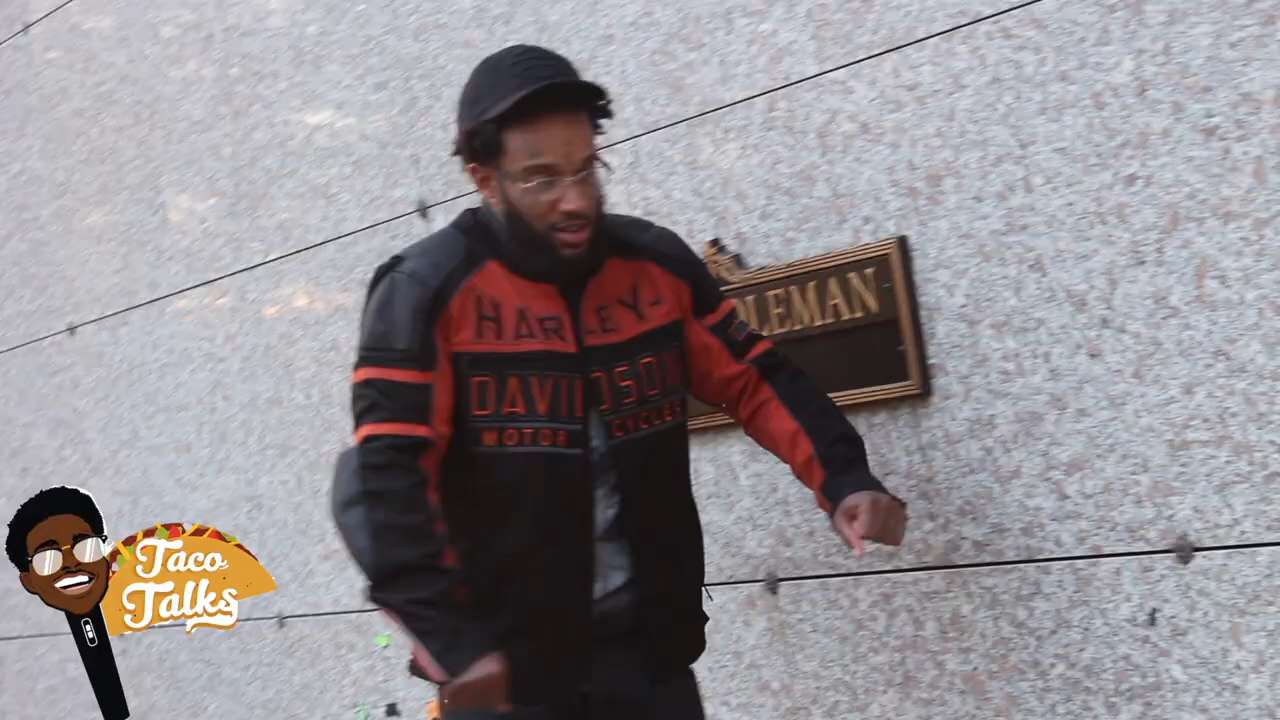 HARLEY-
DAVIDSON
MOTOR CYCLES
LEMAN
Taco
Talks